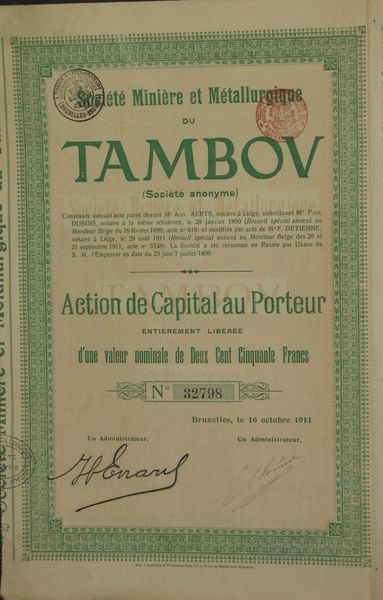 Société Minière et Métallurgique
DU
TAMBOV
(Société anonyme)
Constituée suivant acte passé devant Me Aug. AERTS, notaire à Liège, substituant Me Paul
DUBOIS, notaire à la même résidence, le 28 janvier 1899 (Recueil spécial annexé au
Moniteur Belge du 16 février 1899, acte no 618) et modifiée par acte de Me F. DETIENNE,
notaire à Liège, le 29 août 1911 (Recueil spécial annexé au Moniteur Belge des 20 et
21 septembre 1911, acte no 5748). La Société a été reconnue en Russie par Ukase de
S. M. l'Empereur en date du 25 juin/7 juillet 1899.
Action de Capital au Porteur
ENTIÈREMENT LIBÉRÉE
d'une valeur nominale de Deux Cent Cinquante Francs
No 32798
Bruxelles, le 16 octobre 1911
Un Administrateur, Un Administrateur,